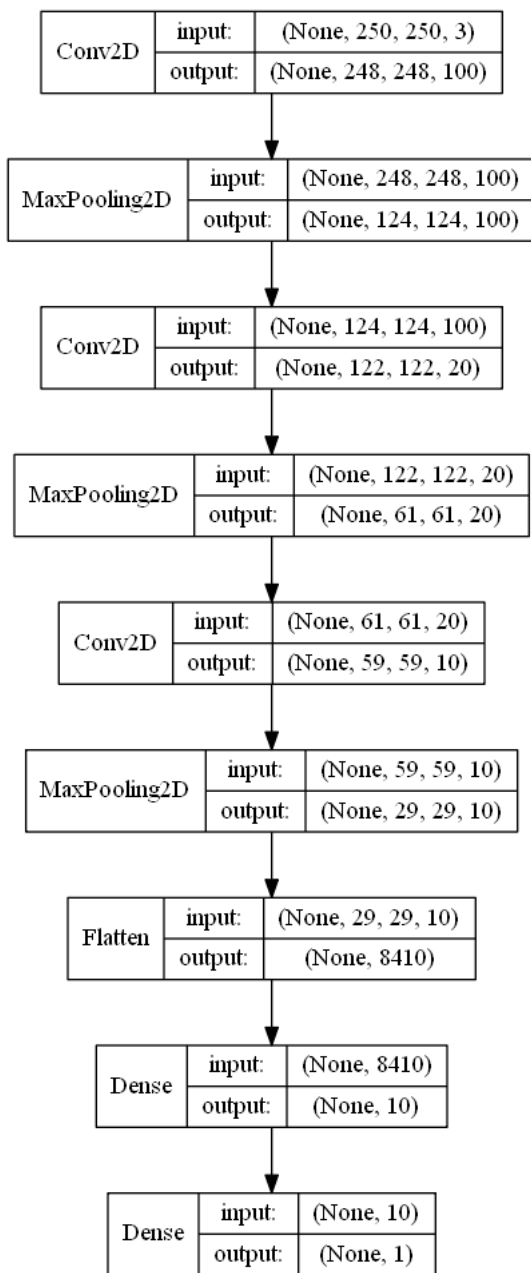 Conv2D
input: (None, 250, 250, 3)
output: (None, 248, 248, 100)
MaxPooling2D
input: (None, 248, 248, 100)
output: (None, 124, 124, 100)
Conv2D
input: (None, 124, 124, 100)
output: (None, 122, 122, 20)
MaxPooling2D
input: (None, 122, 122, 20)
output: (None, 61, 61, 20)
Conv2D
input: (None, 61, 61, 20)
output: (None, 59, 59, 10)
MaxPooling2D
input: (None, 59, 59, 10)
output: (None, 29, 29, 10)
Flatten
input: (None, 29, 29, 10)
output: (None, 8410)
Dense
input: (None, 8410)
output: (None, 10)
Dense
input: (None, 10)
output: (None, 1)